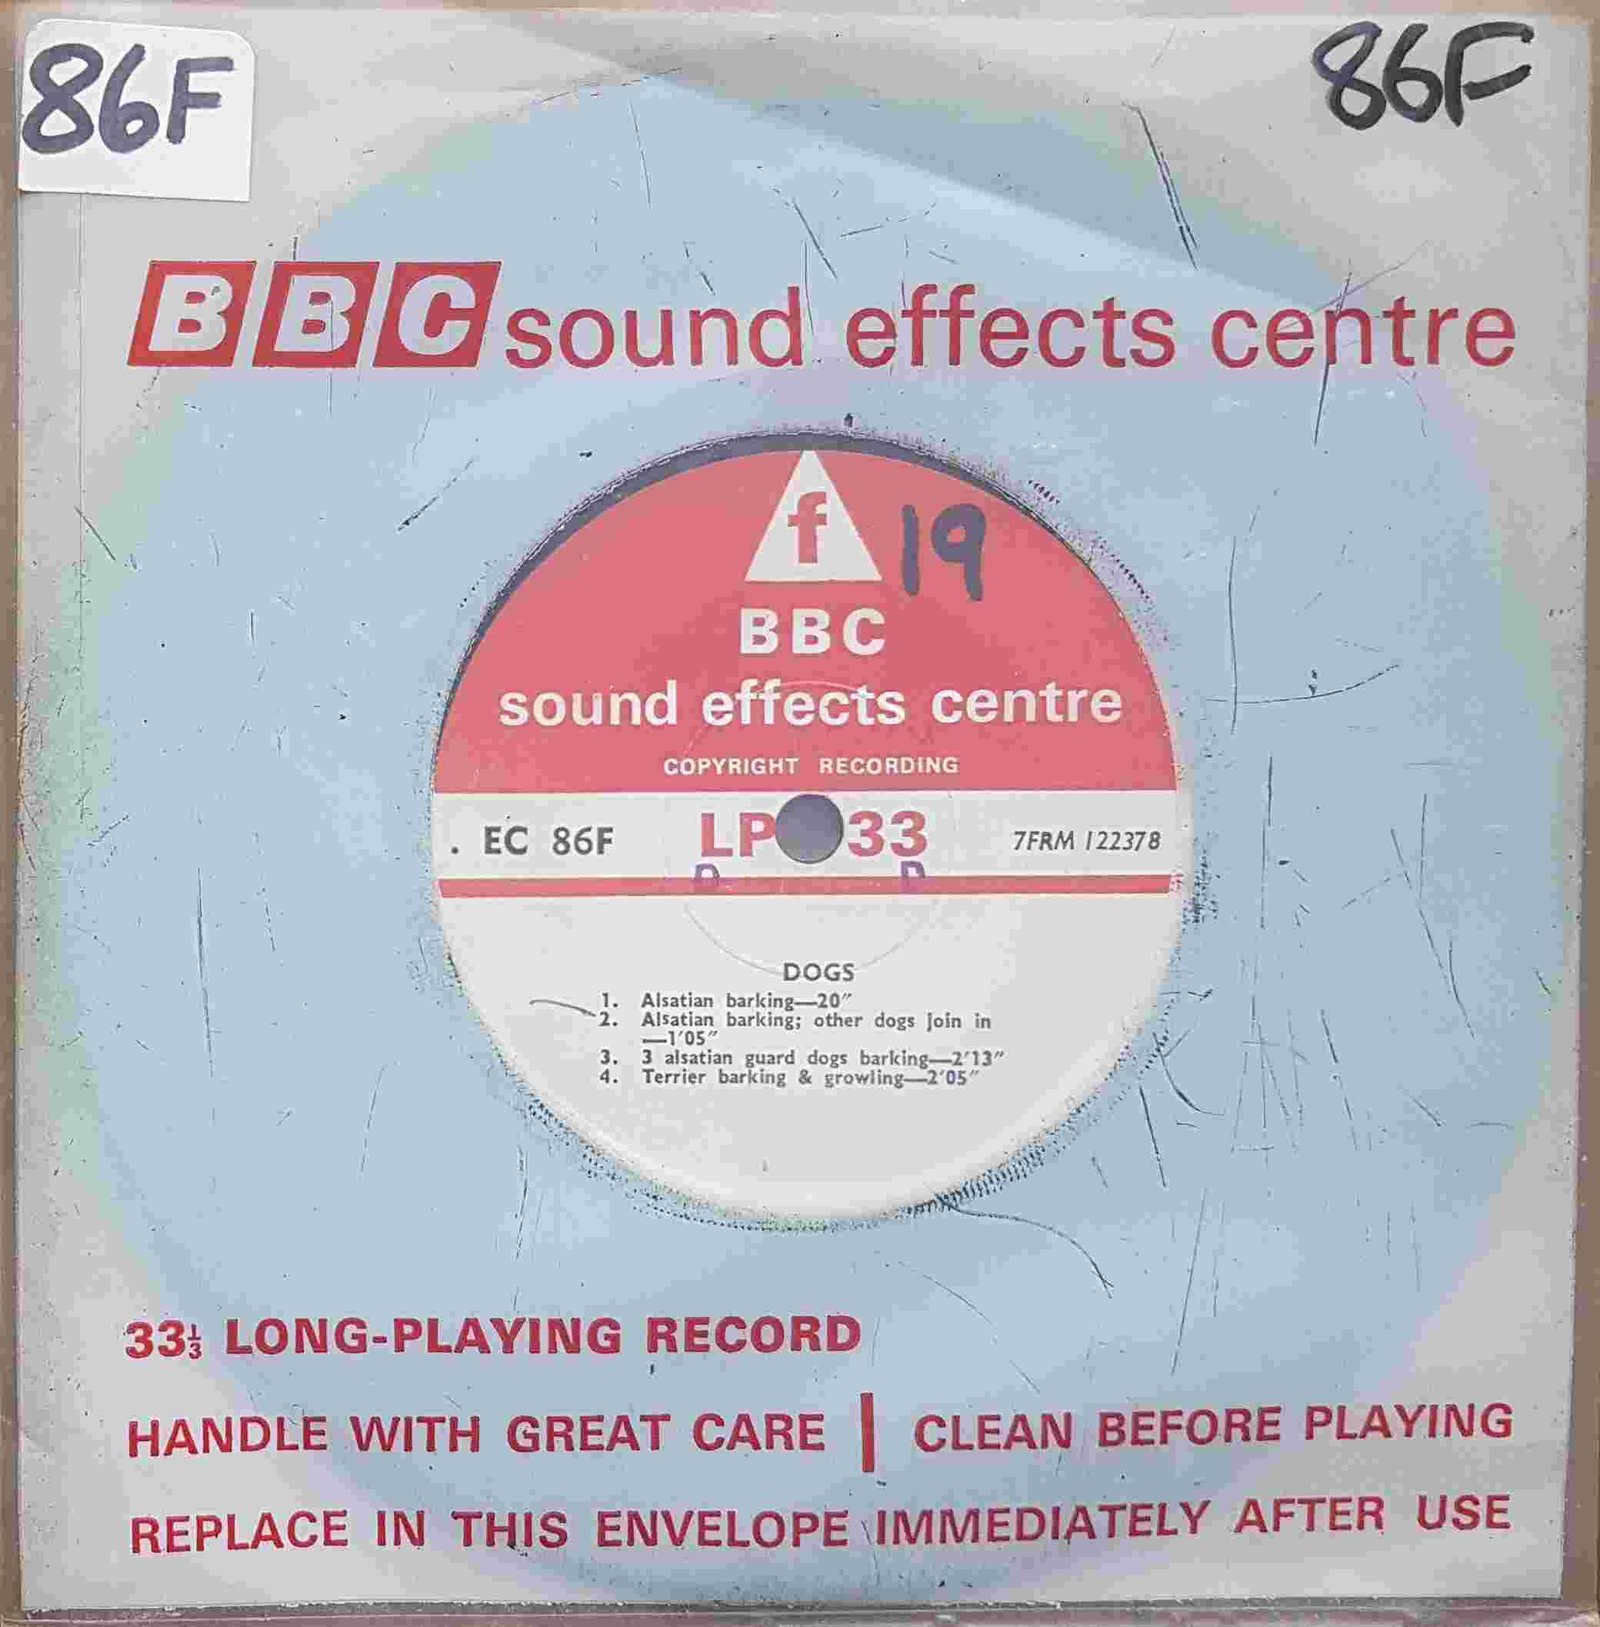 86F
86F
BBC sound effects centre
f
19
BBC
sound effects centre
COPYRIGHT RECORDING
. EC 86F
LP 33
7FRM 122378
D D
DOGS
1. Alsatian barking—20″
2. Alsatian barking; other dogs join in
—1′05″
3. 3 alsatian guard dogs barking—2′13″
4. Terrier barking & growling—2′05″
33⅓ LONG-PLAYING RECORD
HANDLE WITH GREAT CARE | CLEAN BEFORE PLAYING
REPLACE IN THIS ENVELOPE IMMEDIATELY AFTER USE